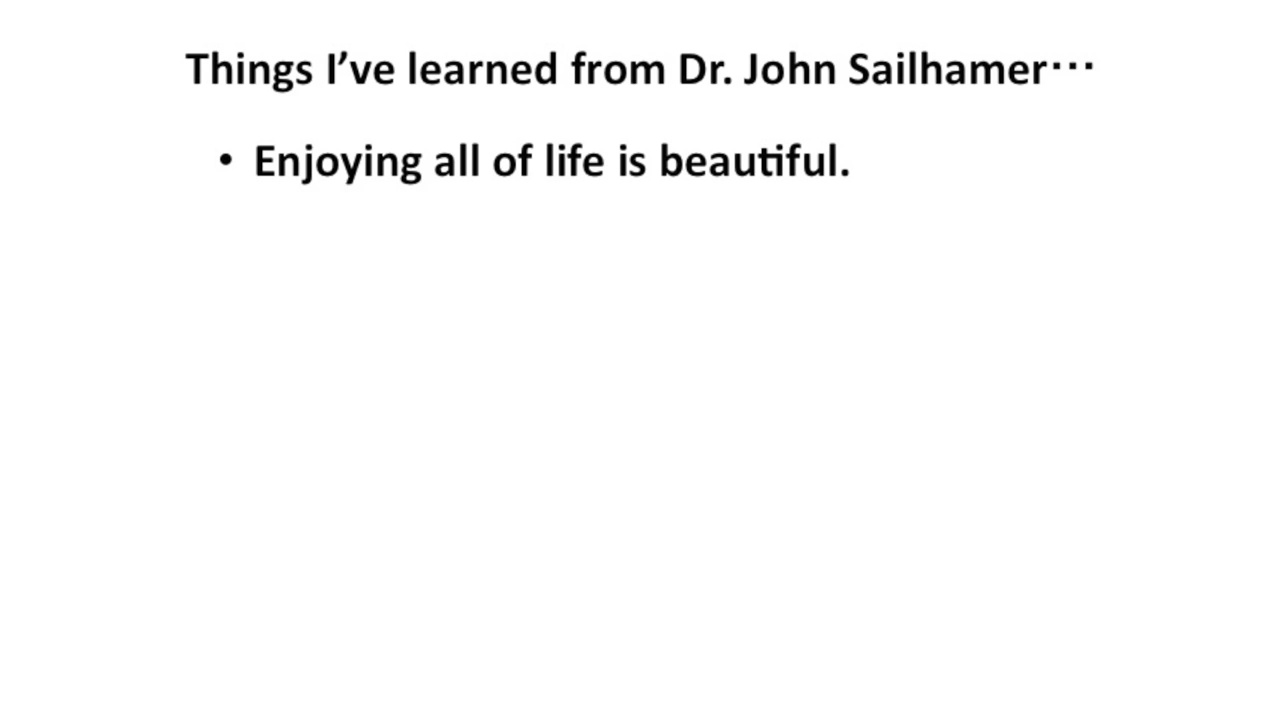 Things I’ve learned from Dr. John Sailhamer⋯
• Enjoying all of life is beautiful.